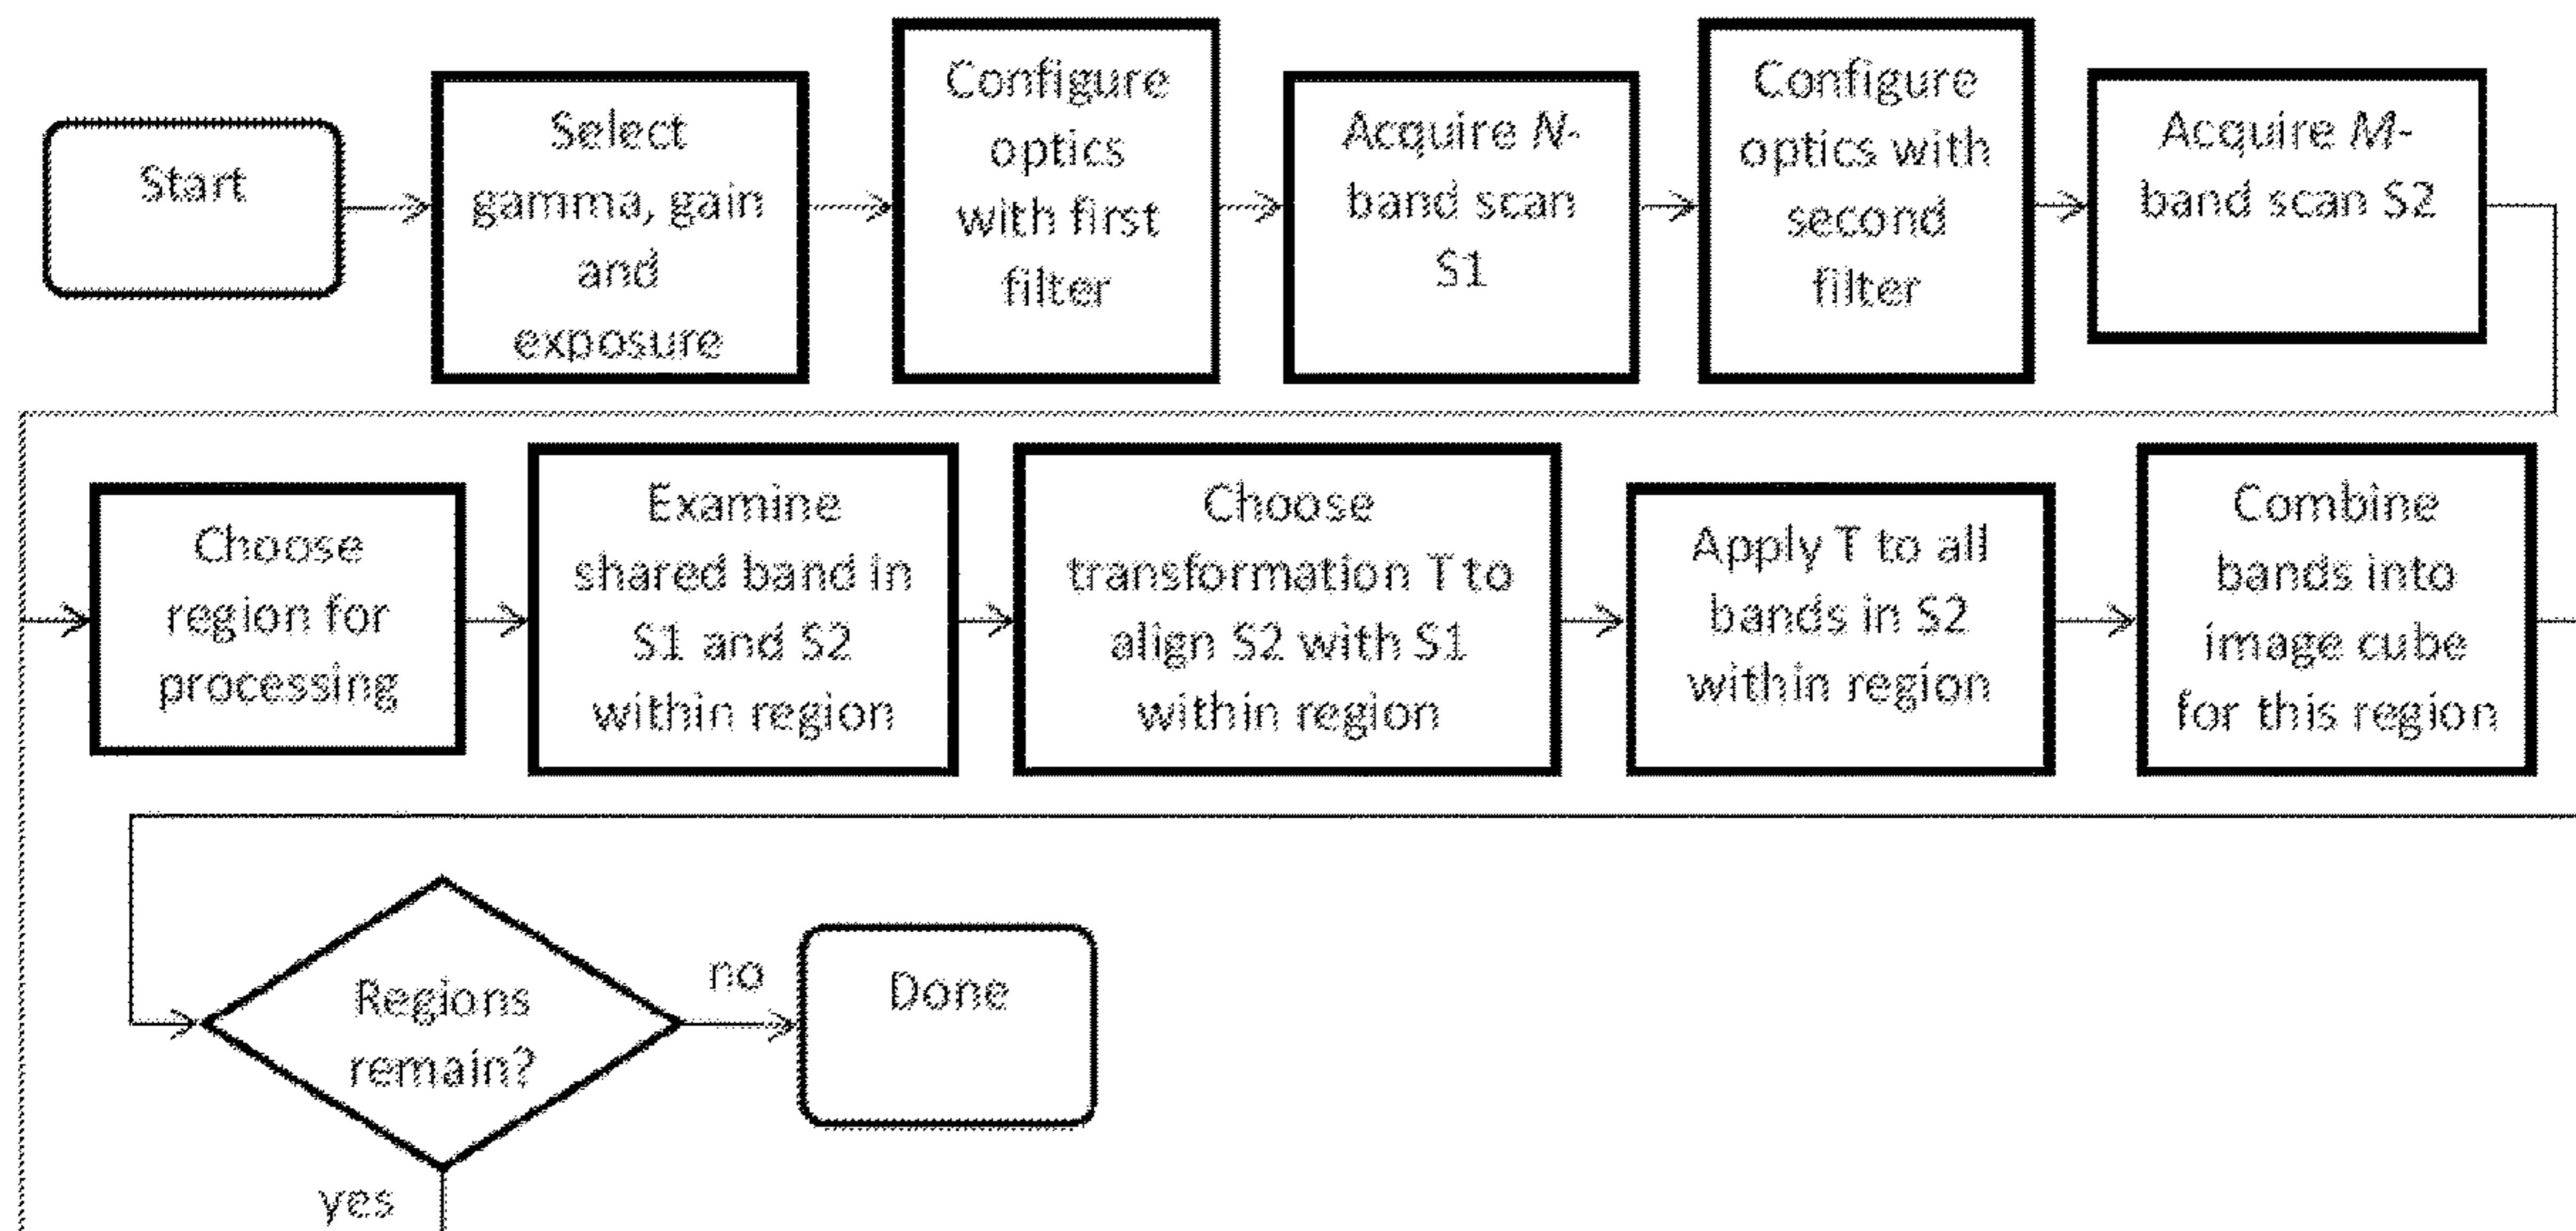 Start
Select
gamma, gain
and
exposure
Configure
optics
with first
filter
Acquire N-
band scan
S1
Configure
optics with
second
filter
Acquire M-
band scan S2
Choose
region for
processing
Examine
shared band in
S1 and S2
within region
Choose
transformation T to
align S2 with S1
within region
Apply T to all
bands in S2
within region
Combine
bands into
image cube
for this region
Regions
remain?
no
Done
yes